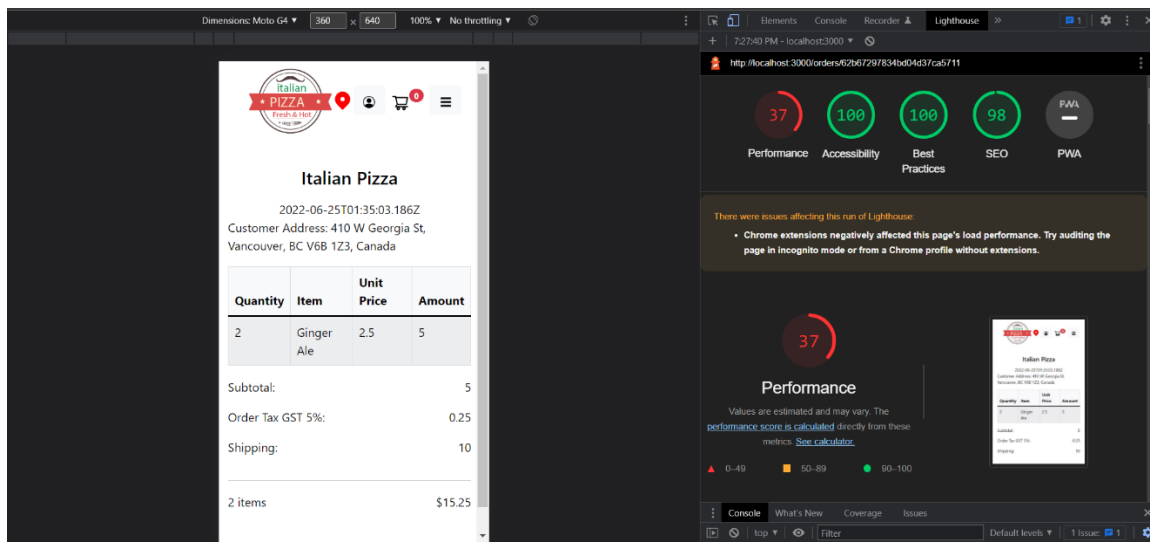 Dimensions: Moto G4 ▼ 360 × 640 100% ▼ No throttling ▼
Elements Console Recorder Lighthouse » 1
+ 7:27:40 PM - localhost:3000 ▼
http://localhost:3000/orders/62b67297834bd04d37ca5711
italian
PIZZA
Fresh & Hot
0
Italian Pizza
2022-06-25T01:35:03.186Z
Customer Address: 410 W Georgia St,
Vancouver, BC V6B 1Z3, Canada
Quantity Item Unit Price Amount
2 Ginger Ale 2.5 5
Subtotal: 5
Order Tax GST 5%: 0.25
Shipping: 10
2 items $15.25
37 100 100 98 PWA
Performance Accessibility Best Practices SEO PWA
There were issues affecting this run of Lighthouse:
• Chrome extensions negatively affected this page's load performance. Try auditing the
page in incognito mode or from a Chrome profile without extensions.
37
Performance
Values are estimated and may vary. The
performance score is calculated directly from these
metrics. See calculator.
0–49 50–89 90–100
Italian Pizza
Console What's New Coverage Issues
top ▼ Filter Default levels ▼ 1 Issue: 1